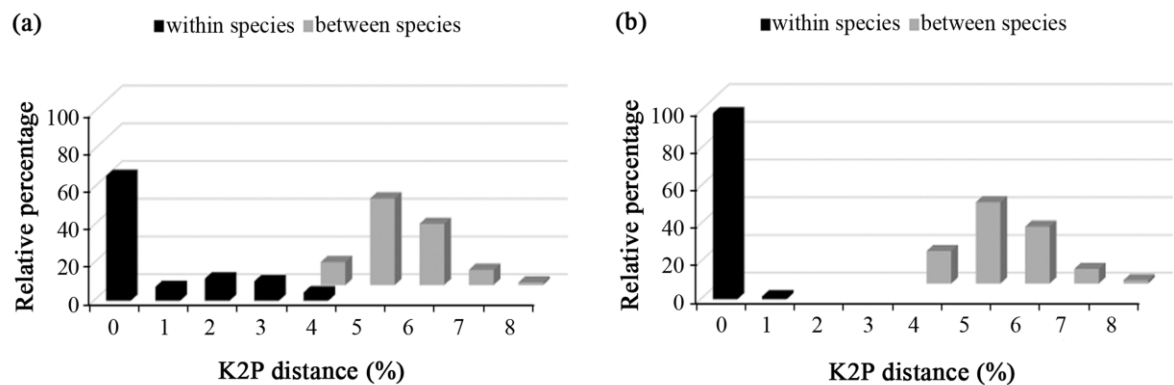 (a)
within species between species
Relative percentage
100
80
60
40
20
0
0 1 2 3 4 5 6 7 8
K2P distance (%)
(b)
within species between species
Relative percentage
100
80
60
40
20
0
0 1 2 3 4 5 6 7 8
K2P distance (%)